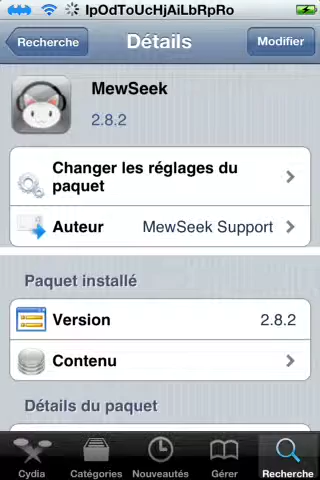 IpOdToUcHjAiLbRpRo
Recherche
Détails
Modifier
MewSeek
2.8.2
Changer les réglages du
paquet
Auteur MewSeek Support
Paquet installé
Version 2.8.2
Contenu
Détails du paquet
Cydia Catégories Nouveautés Gérer Recherche